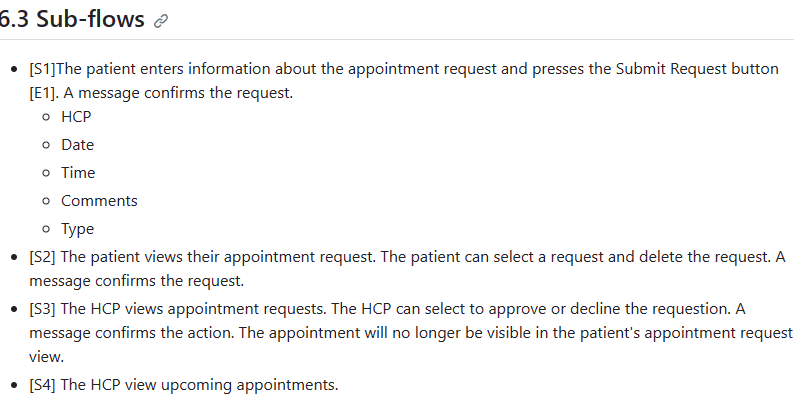 6.3 Sub-flows
[S1]The patient enters information about the appointment request and presses the Submit Request button
[E1]. A message confirms the request.
HCP
Date
Time
Comments
Type
[S2] The patient views their appointment request. The patient can select a request and delete the request. A
message confirms the request.
[S3] The HCP views appointment requests. The HCP can select to approve or decline the requestion. A
message confirms the action. The appointment will no longer be visible in the patient's appointment request
view.
[S4] The HCP view upcoming appointments.